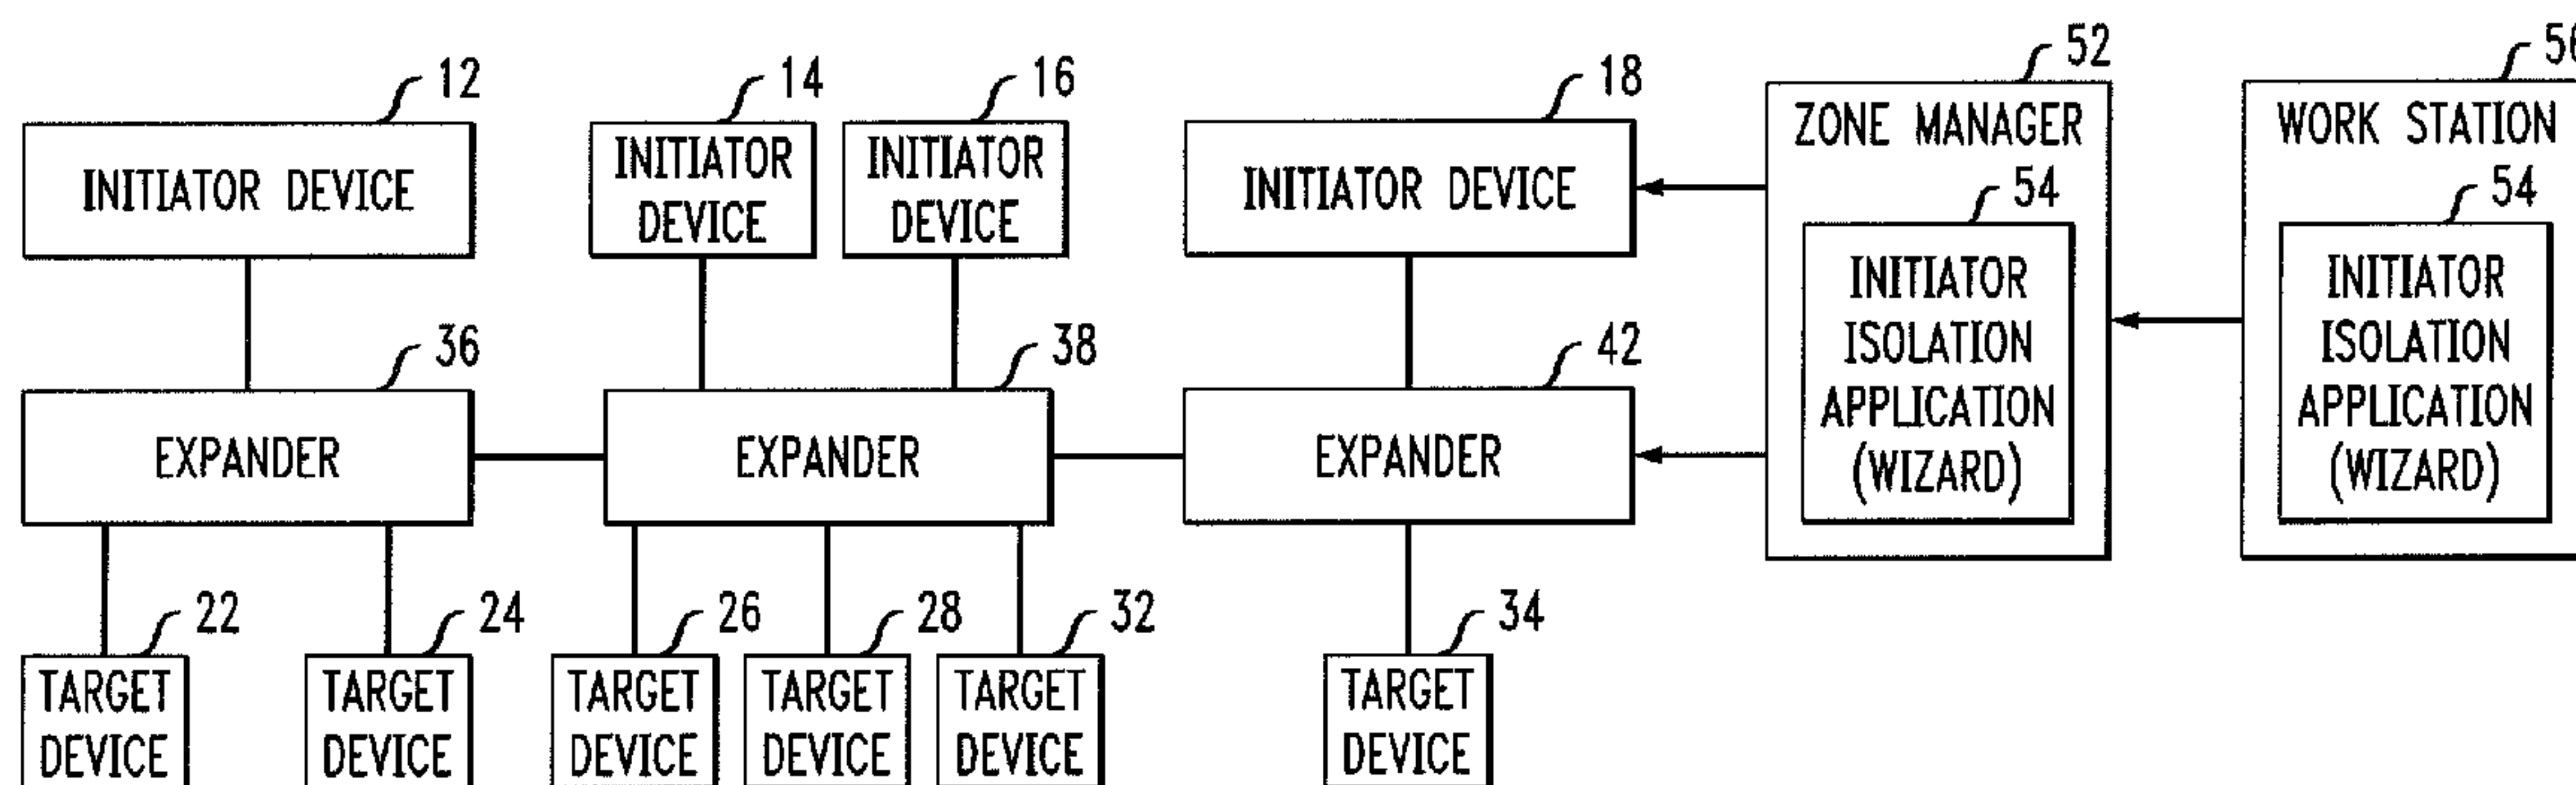 12
INITIATOR DEVICE
14
INITIATOR
DEVICE
16
INITIATOR
DEVICE
18
INITIATOR DEVICE
52
ZONE MANAGER
54
INITIATOR
ISOLATION
APPLICATION
(WIZARD)
WORK STATION
54
INITIATOR
ISOLATION
APPLICATION
(WIZARD)
36
EXPANDER
38
EXPANDER
42
EXPANDER
22
TARGET
DEVICE
24
TARGET
DEVICE
26
TARGET
DEVICE
28
TARGET
DEVICE
32
TARGET
DEVICE
34
TARGET
DEVICE